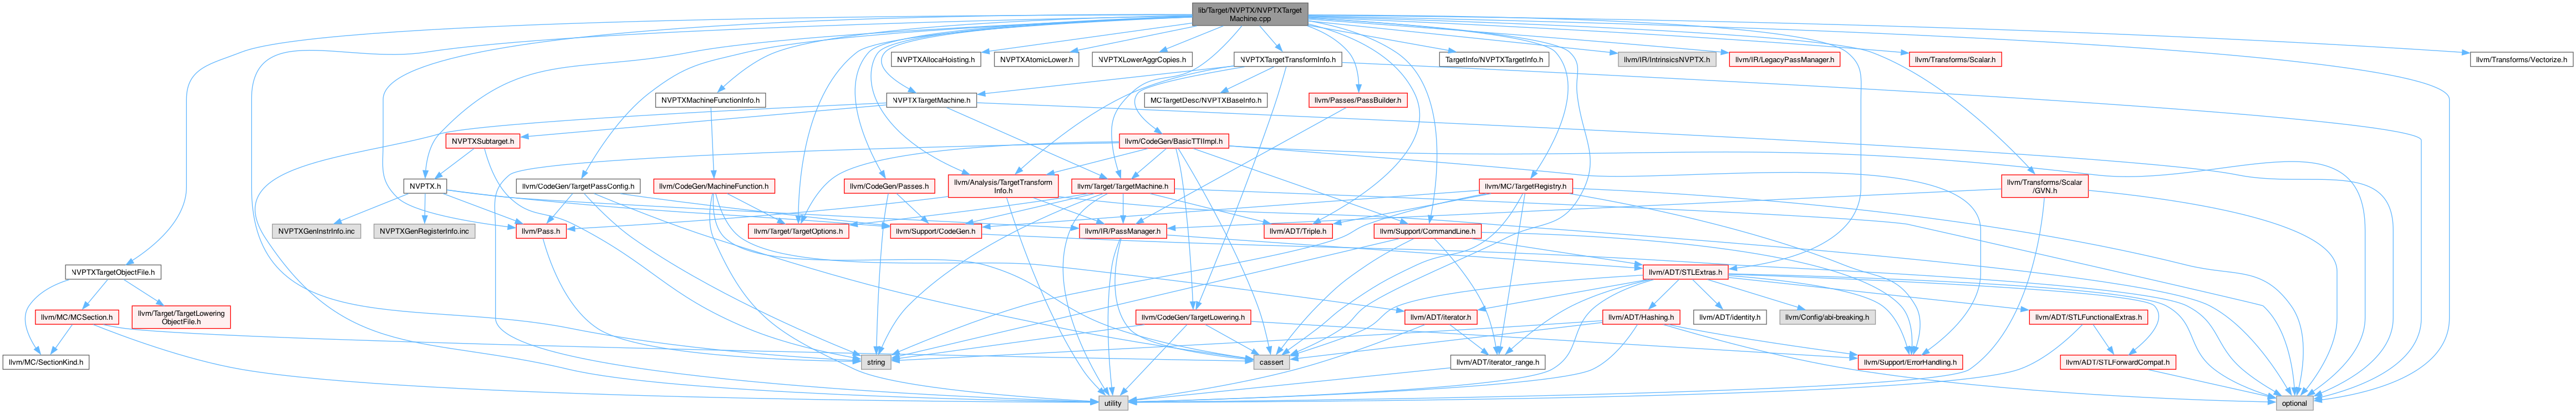 lib/Target/NVPTX/NVPTXTarget
Machine.cpp
NVPTXAllocaHoisting.h
NVPTXAtomicLower.h
NVPTXLowerAggrCopies.h
NVPTXTargetTransformInfo.h
TargetInfo/NVPTXTargetInfo.h
llvm/IR/IntrinsicsNVPTX.h
llvm/IR/LegacyPassManager.h
llvm/Transforms/Scalar.h
llvm/Transforms/Vectorize.h
NVPTXMachineFunctionInfo.h
NVPTXTargetMachine.h
MCTargetDesc/NVPTXBaseInfo.h
llvm/Passes/PassBuilder.h
NVPTXSubtarget.h
llvm/CodeGen/BasicTTIImpl.h
NVPTX.h
llvm/CodeGen/TargetPassConfig.h
llvm/CodeGen/MachineFunction.h
llvm/CodeGen/Passes.h
llvm/Analysis/TargetTransform
Info.h
llvm/Target/TargetMachine.h
llvm/MC/TargetRegistry.h
llvm/Transforms/Scalar
/GVN.h
NVPTXGenInstrInfo.inc
NVPTXGenRegisterInfo.inc
llvm/Pass.h
llvm/Target/TargetOptions.h
llvm/Support/CodeGen.h
llvm/IR/PassManager.h
llvm/ADT/Triple.h
llvm/Support/CommandLine.h
NVPTXTargetObjectFile.h
llvm/ADT/STLExtras.h
llvm/MC/MCSection.h
llvm/Target/TargetLowering
ObjectFile.h
llvm/CodeGen/TargetLowering.h
llvm/ADT/iterator.h
llvm/ADT/Hashing.h
llvm/ADT/identity.h
llvm/Config/abi-breaking.h
llvm/ADT/STLFunctionalExtras.h
llvm/MC/SectionKind.h
string
cassert
llvm/ADT/iterator_range.h
llvm/Support/ErrorHandling.h
llvm/ADT/STLForwardCompat.h
utility
optional